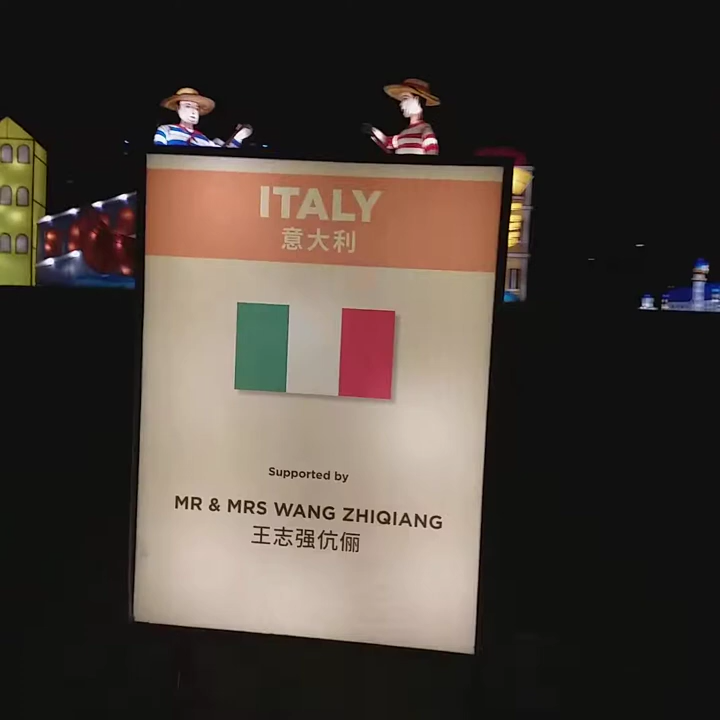 ITALY
意大利
Supported by
MR & MRS WANG ZHIQIANG
王志强伉俪